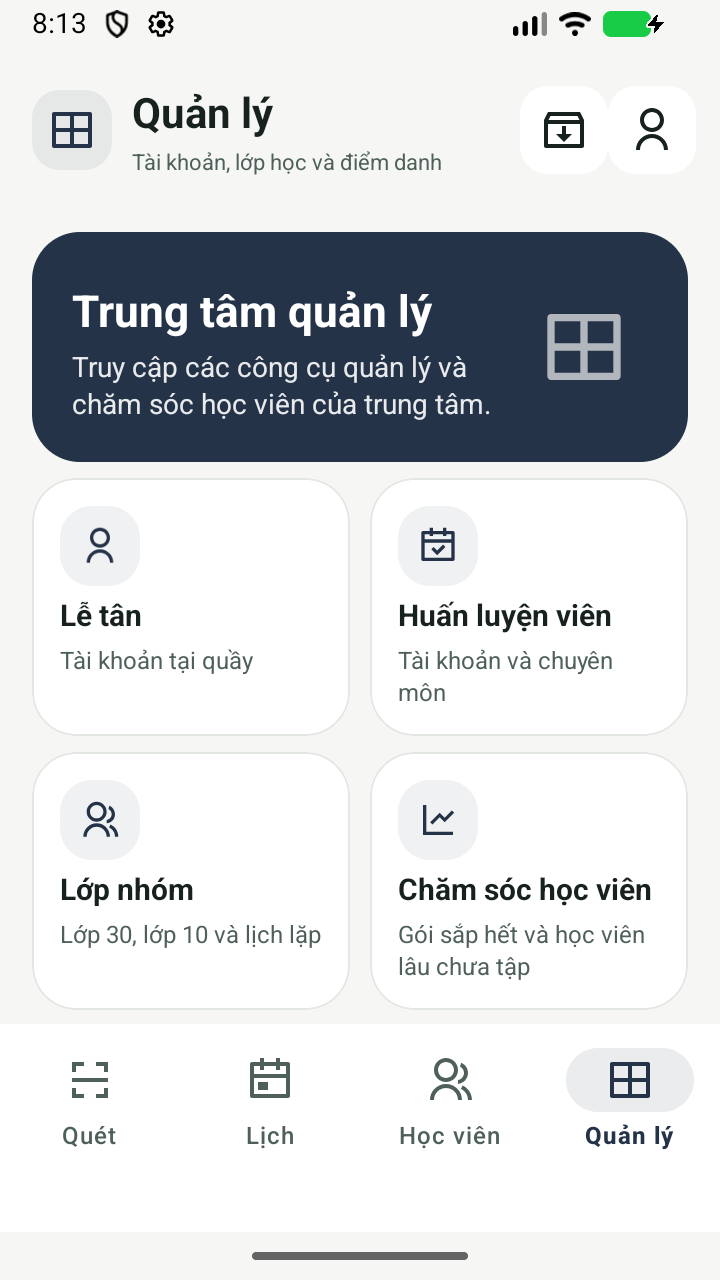 8:13
Quản lý
Tài khoản, lớp học và điểm danh
Trung tâm quản lý
Truy cập các công cụ quản lý và
chăm sóc học viên của trung tâm.
Lễ tân
Tài khoản tại quầy
Huấn luyện viên
Tài khoản và chuyên
môn
Lớp nhóm
Lớp 30, lớp 10 và lịch lặp
Chăm sóc học viên
Gói sắp hết và học viên
lâu chưa tập
Quét
Lịch
Học viên
Quản lý